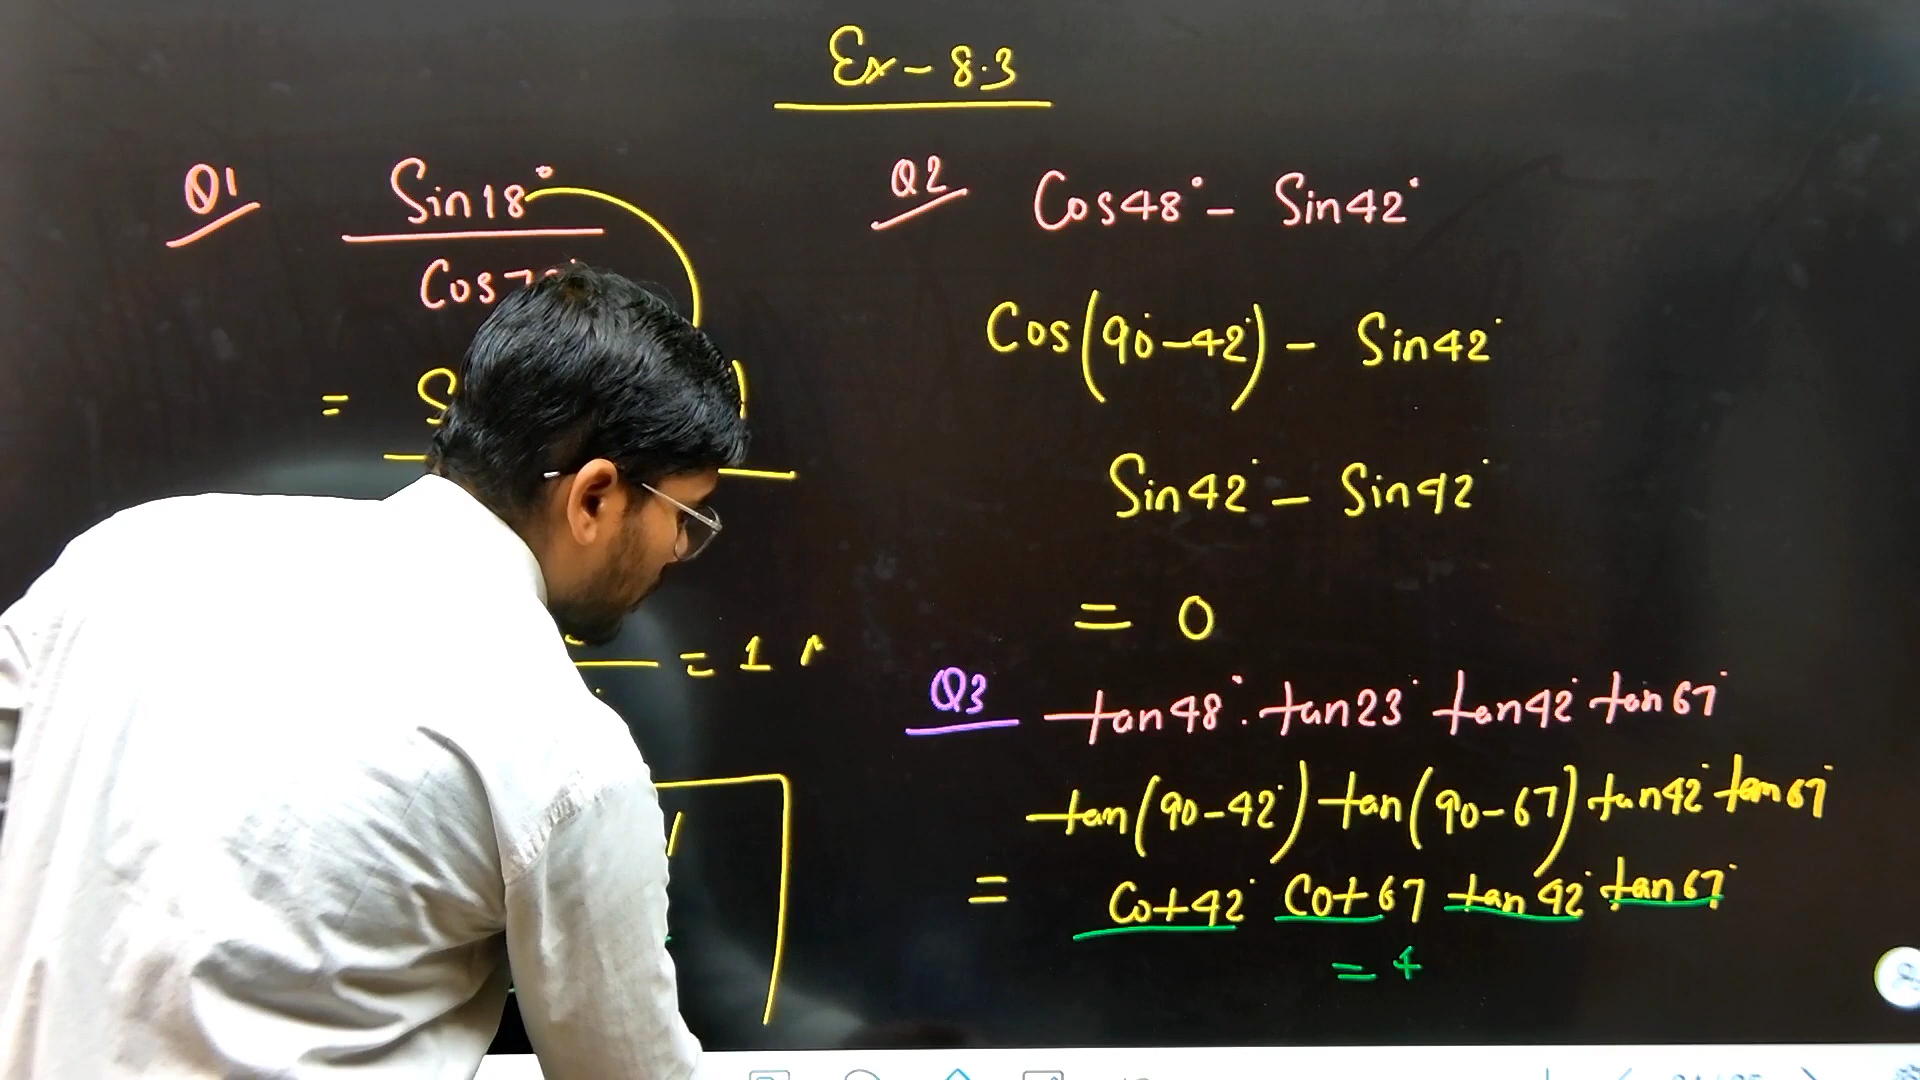 Ex - 8.3
Q1
Sin18°
Cos7
=
= 1
Q2
Cos48° - Sin42°
Cos(90°-42°) - Sin42°
Sin42° - Sin42°
= 0
Q3
tan48° . tan23° tan42° tan67°
tan(90-42°) tan(90-67°) tan42° tan67°
= Cot42° Cot67 tan42° tan67°
= 1